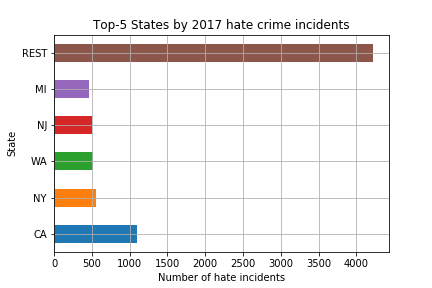 Top-5 States by 2017 hate crime incidents
REST
MI
NJ
WA
NY
CA
State
0 500 1000 1500 2000 2500 3000 3500 4000
Number of hate incidents